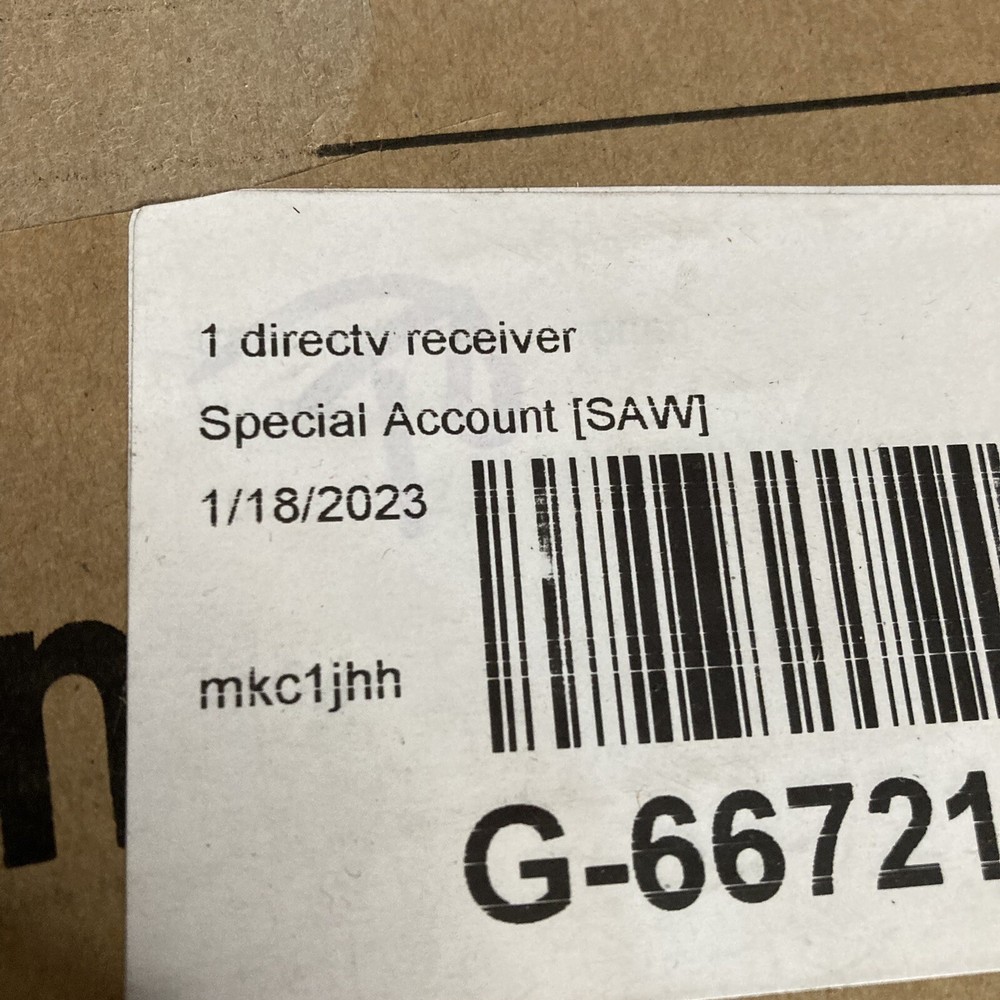 1 directv receiver
Special Account [SAW]
1/18/2023
mkc1jhh
G-66721